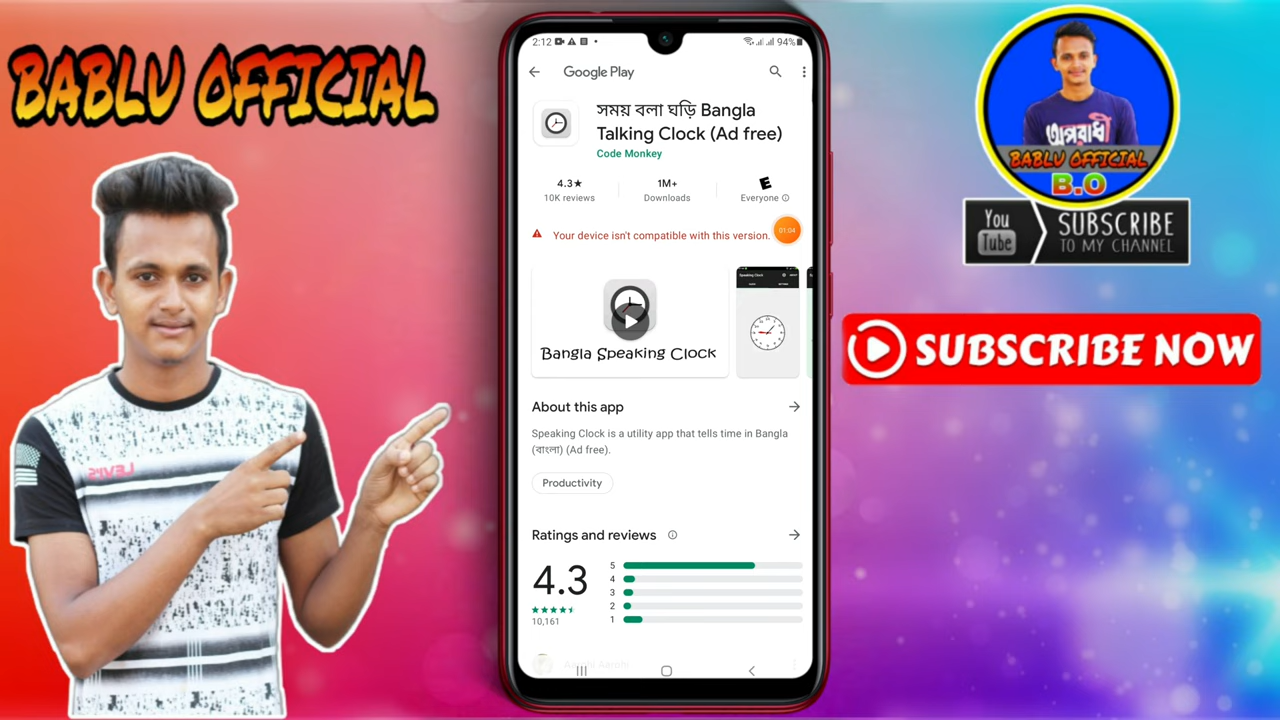 BABLU OFFICIAL
LEVI'S
2:12
94%
Google Play
সময় বলা ঘড়ি Bangla
Talking Clock (Ad free)
Code Monkey
4.3★
10K reviews
1M+
Downloads
E
Everyone
Your device isn't compatible with this version.
01:04
Bangla Speaking Clock
Speaking Clock
About this app
Speaking Clock is a utility app that tells time in Bangla
(বাংলা) (Ad free).
Productivity
Ratings and reviews
4.3
10,161
5
4
3
2
1
অপরাধী
BABLU OFFICIAL
B.O
You
Tube
SUBSCRIBE
TO MY CHANNEL
SUBSCRIBE NOW